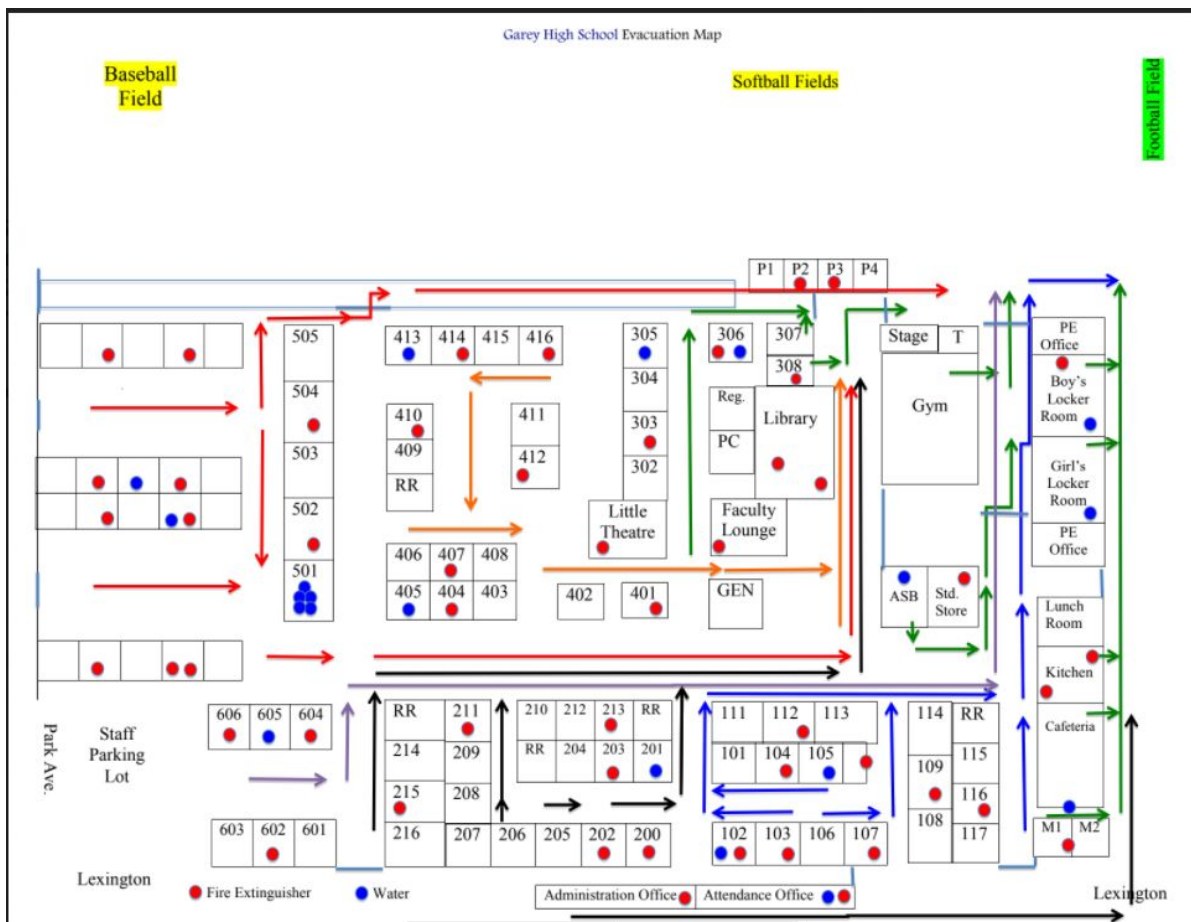 Garey High School Evacuation Map
Baseball
Field
Softball Fields
Football Field
P1 P2 P3 P4
505
504
503
502
501
413 414 415 416
410
409
RR
411
412
305
304
303
302
Little
Theatre
306
307
308
Reg.
PC
Library
Faculty
Lounge
GEN
406 407 408
405 404 403
402
401
Stage T
Gym
ASB
Std.
Store
PE
Office
Boy's
Locker
Room
Girl's
Locker
Room
PE
Office
Lunch
Room
Kitchen
Cafeteria
M1 M2
Park Ave.
Staff
Parking
Lot
606 605 604
603 602 601
RR
214
215
216
211
209
208
207 206 205 202 200
210 212 213 RR
RR 204 203 201
111 112 113
101 104 105
102 103 106 107
114
109
108
RR
115
116
117
Lexington
Fire Extinguisher
Water
Administration Office
Attendance Office
Lexington